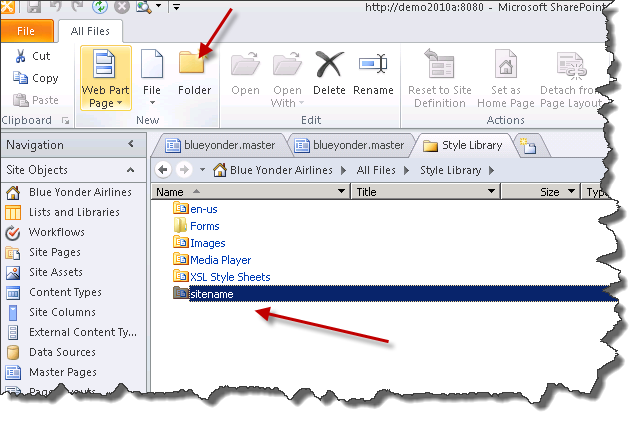 http://demo2010a:8080 - Microsoft SharePoint
File All Files
Cut
Copy
Paste
Clipboard
Web Part Page
File
Folder
New
Open
Open With
Delete
Rename
Edit
Reset to Site Definition
Set as Home Page
Detach from Page Layout
Actions
Navigation
blueyonder.master blueyonder.master Style Library
Site Objects
Blue Yonder Airlines All Files Style Library
Name Title Size Type
Blue Yonder Airlines
Lists and Libraries
Workflows
Site Pages
Site Assets
Content Types
Site Columns
External Content Ty...
Data Sources
Master Pages
Page Layouts
en-us
Forms
Images
Media Player
XSL Style Sheets
sitename